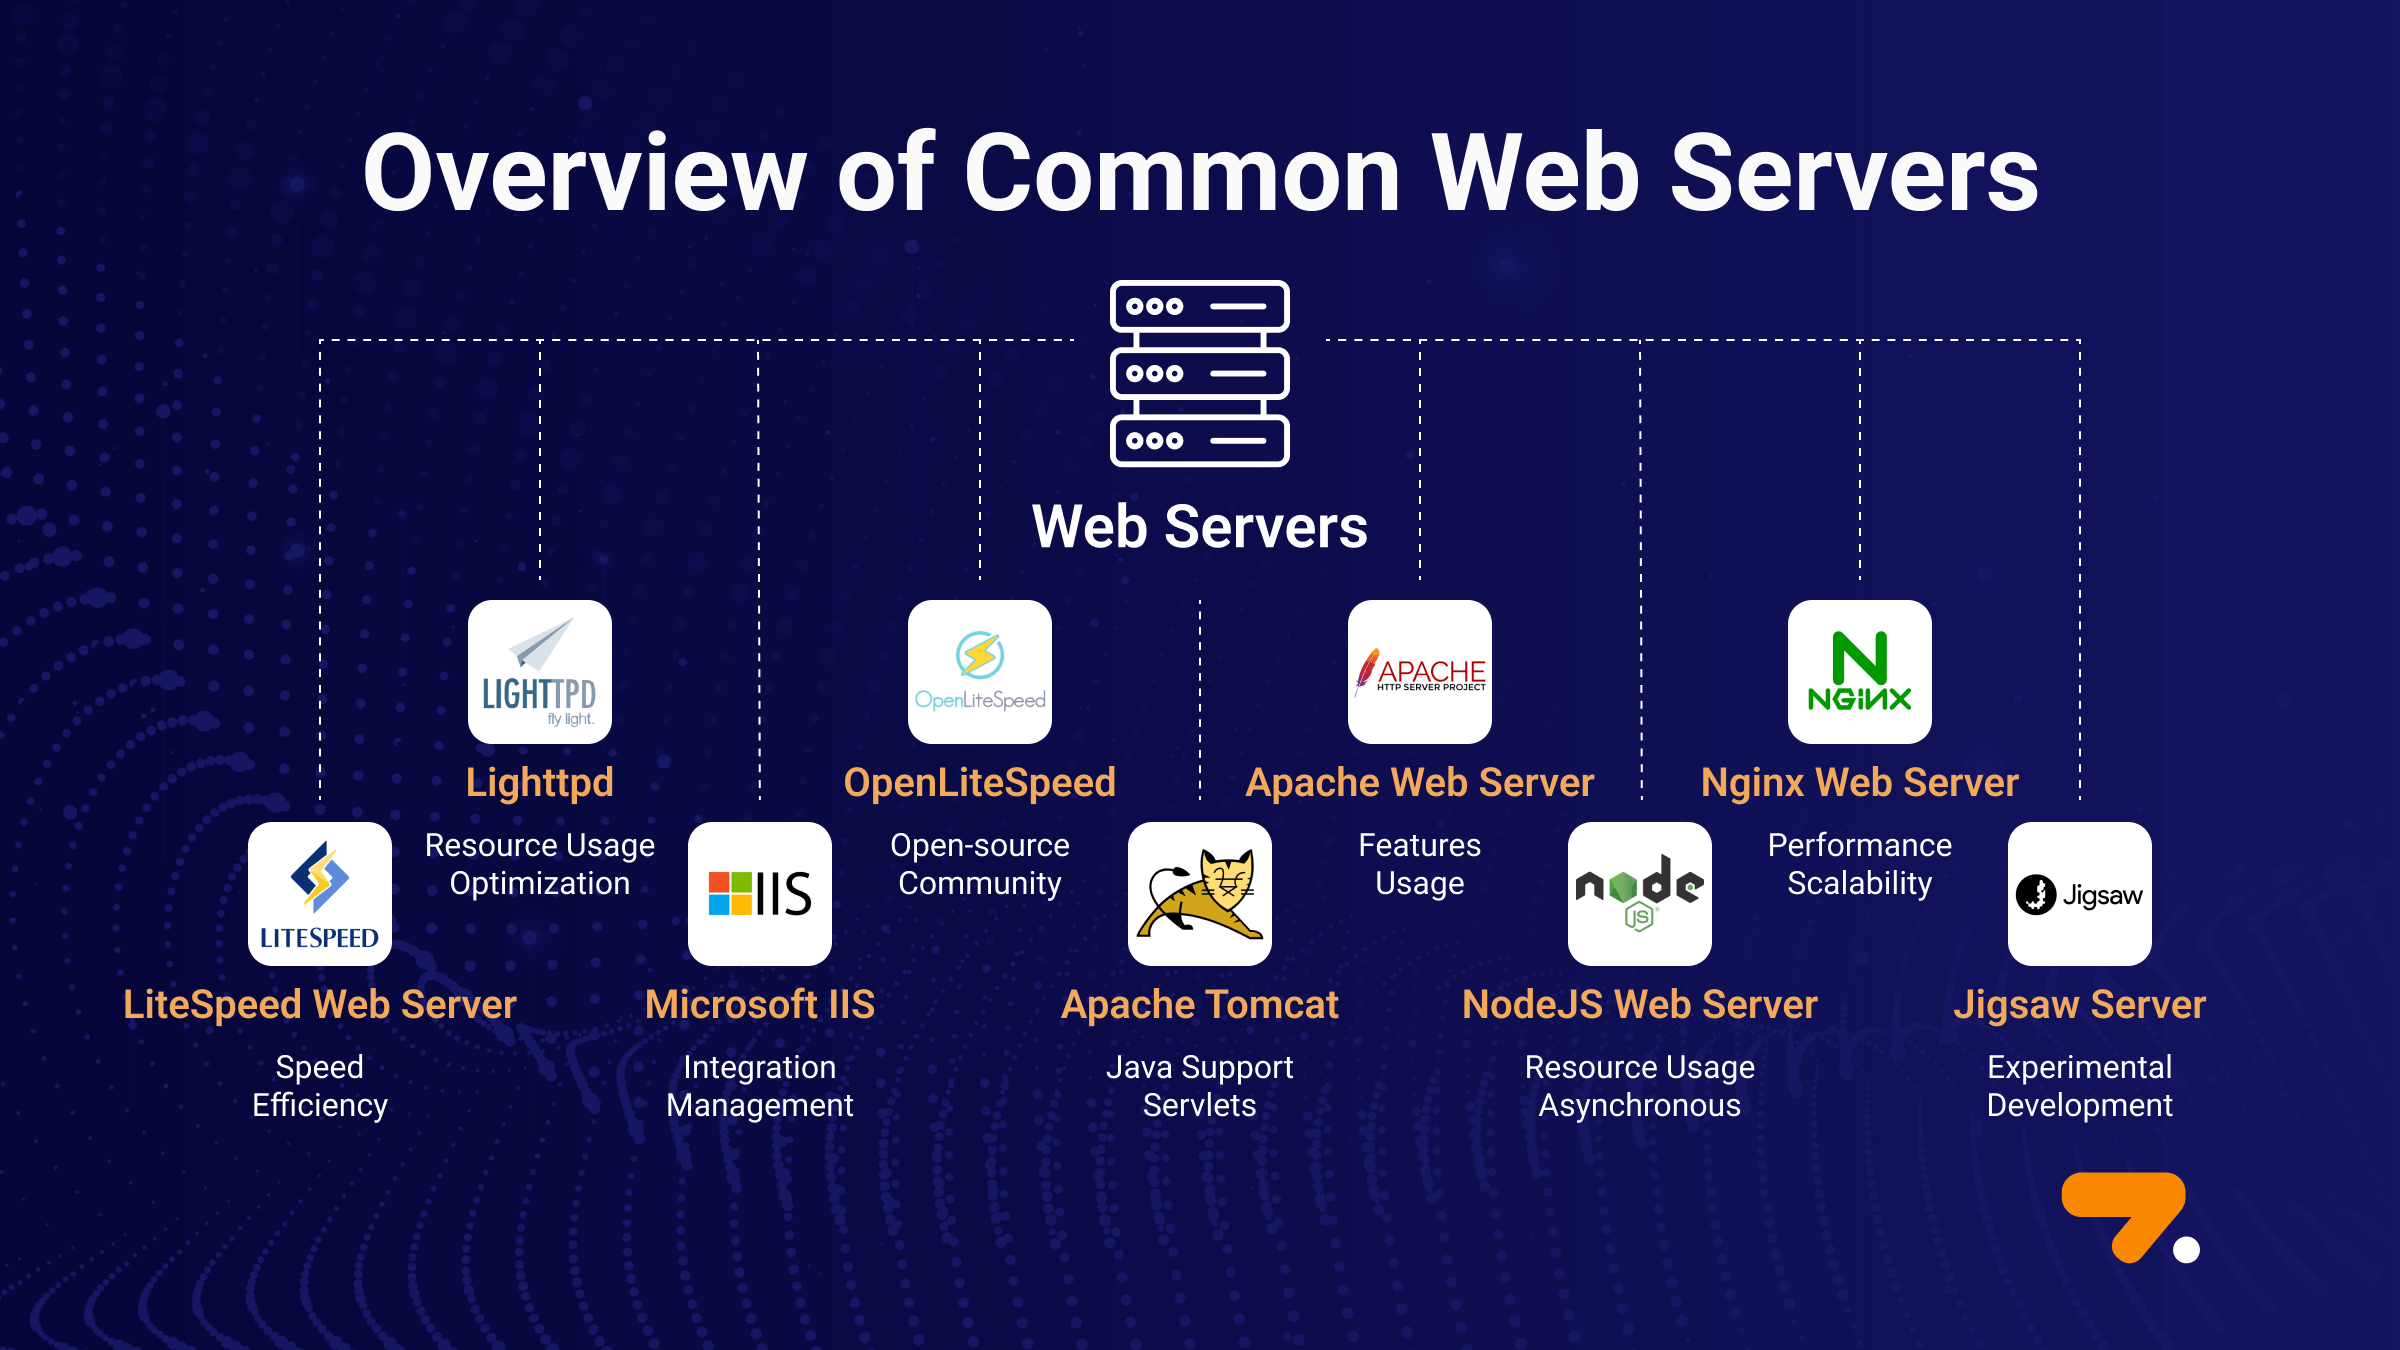 Overview of Common Web Servers
Web Servers
LIGHTTPD
fly light.
Lighttpd
Resource Usage
Optimization
OpenLiteSpeed
OpenLiteSpeed
Open-source
Community
APACHE
HTTP SERVER PROJECT
Apache Web Server
Features
Usage
N
NGiNX
Nginx Web Server
Performance
Scalability
LITESPEED
LiteSpeed Web Server
Speed
Efficiency
IIS
Microsoft IIS
Integration
Management
Apache Tomcat
Java Support
Servlets
node
JS
NodeJS Web Server
Resource Usage
Asynchronous
Jigsaw
Jigsaw Server
Experimental
Development